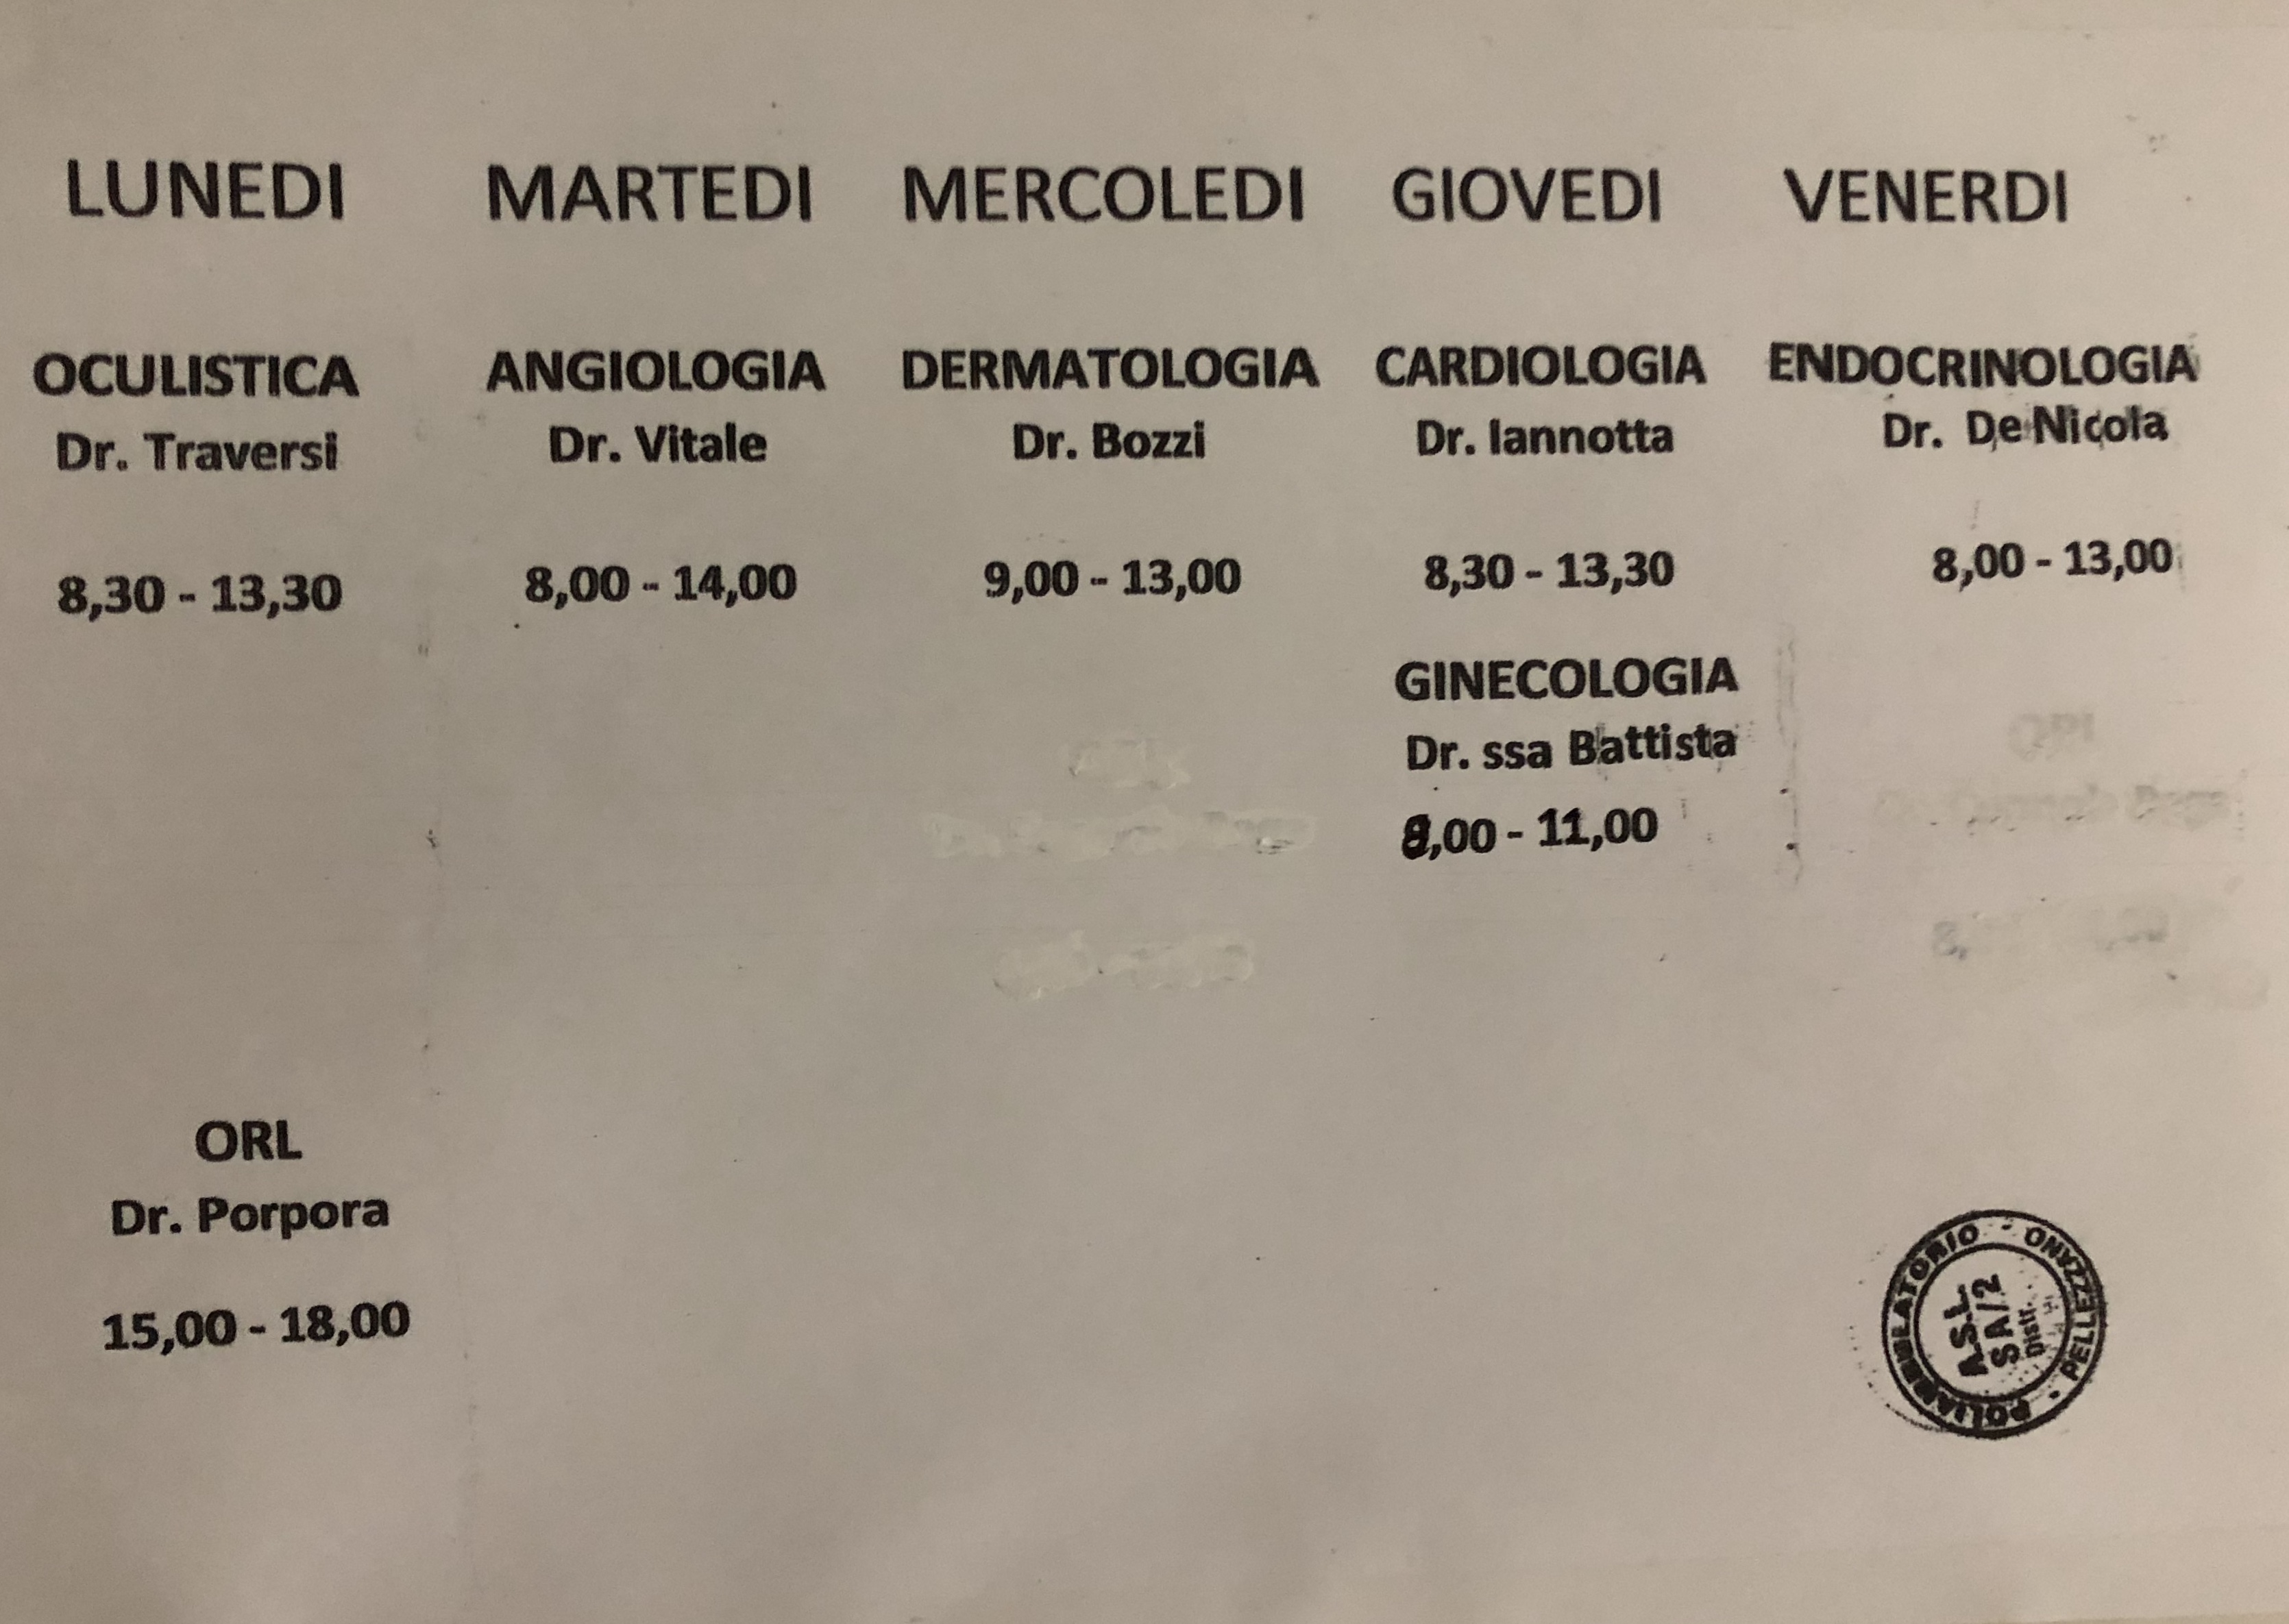 LUNEDI MARTEDI MERCOLEDI GIOVEDI VENERDI
OCULISTICA
Dr. Traversi
8,30 - 13,30
ORL
Dr. Porpora
15,00 - 18,00
ANGIOLOGIA
Dr. Vitale
8,00 - 14,00
DERMATOLOGIA
Dr. Bozzi
9,00 - 13,00
CARDIOLOGIA
Dr. Iannotta
8,30 - 13,30
GINECOLOGIA
Dr. ssa Battista
,00 - 11,00
ENDOCRINOLOGIA
Dr. De Nicola
8,00 - 13,00
POLIAMBULATORIO - PELLEZZANO
A.S.L.
SA/2
Distr.